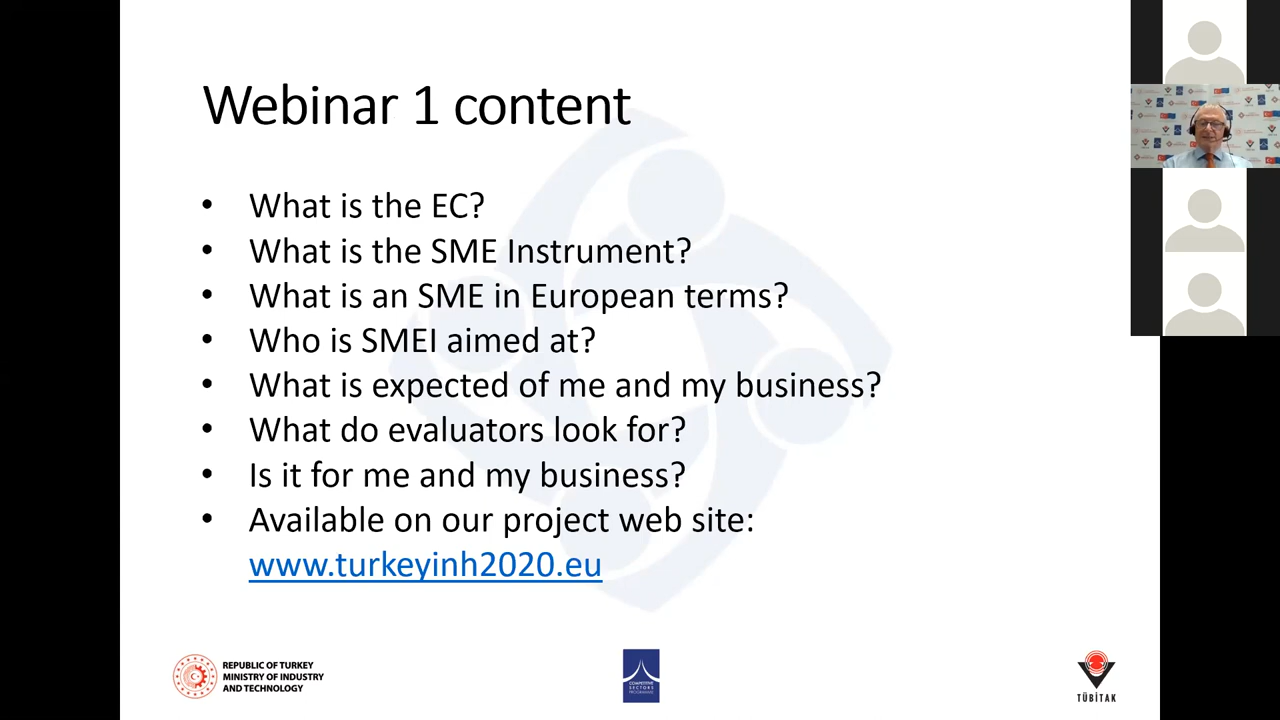 Webinar 1 content
• What is the EC?
• What is the SME Instrument?
• What is an SME in European terms?
• Who is SMEI aimed at?
• What is expected of me and my business?
• What do evaluators look for?
• Is it for me and my business?
• Available on our project web site:
www.turkeyinh2020.eu
REPUBLIC OF TURKEY
MINISTRY OF INDUSTRY
AND TECHNOLOGY
COMPETITIVE
SECTORS
PROGRAMME
TÜBİTAK